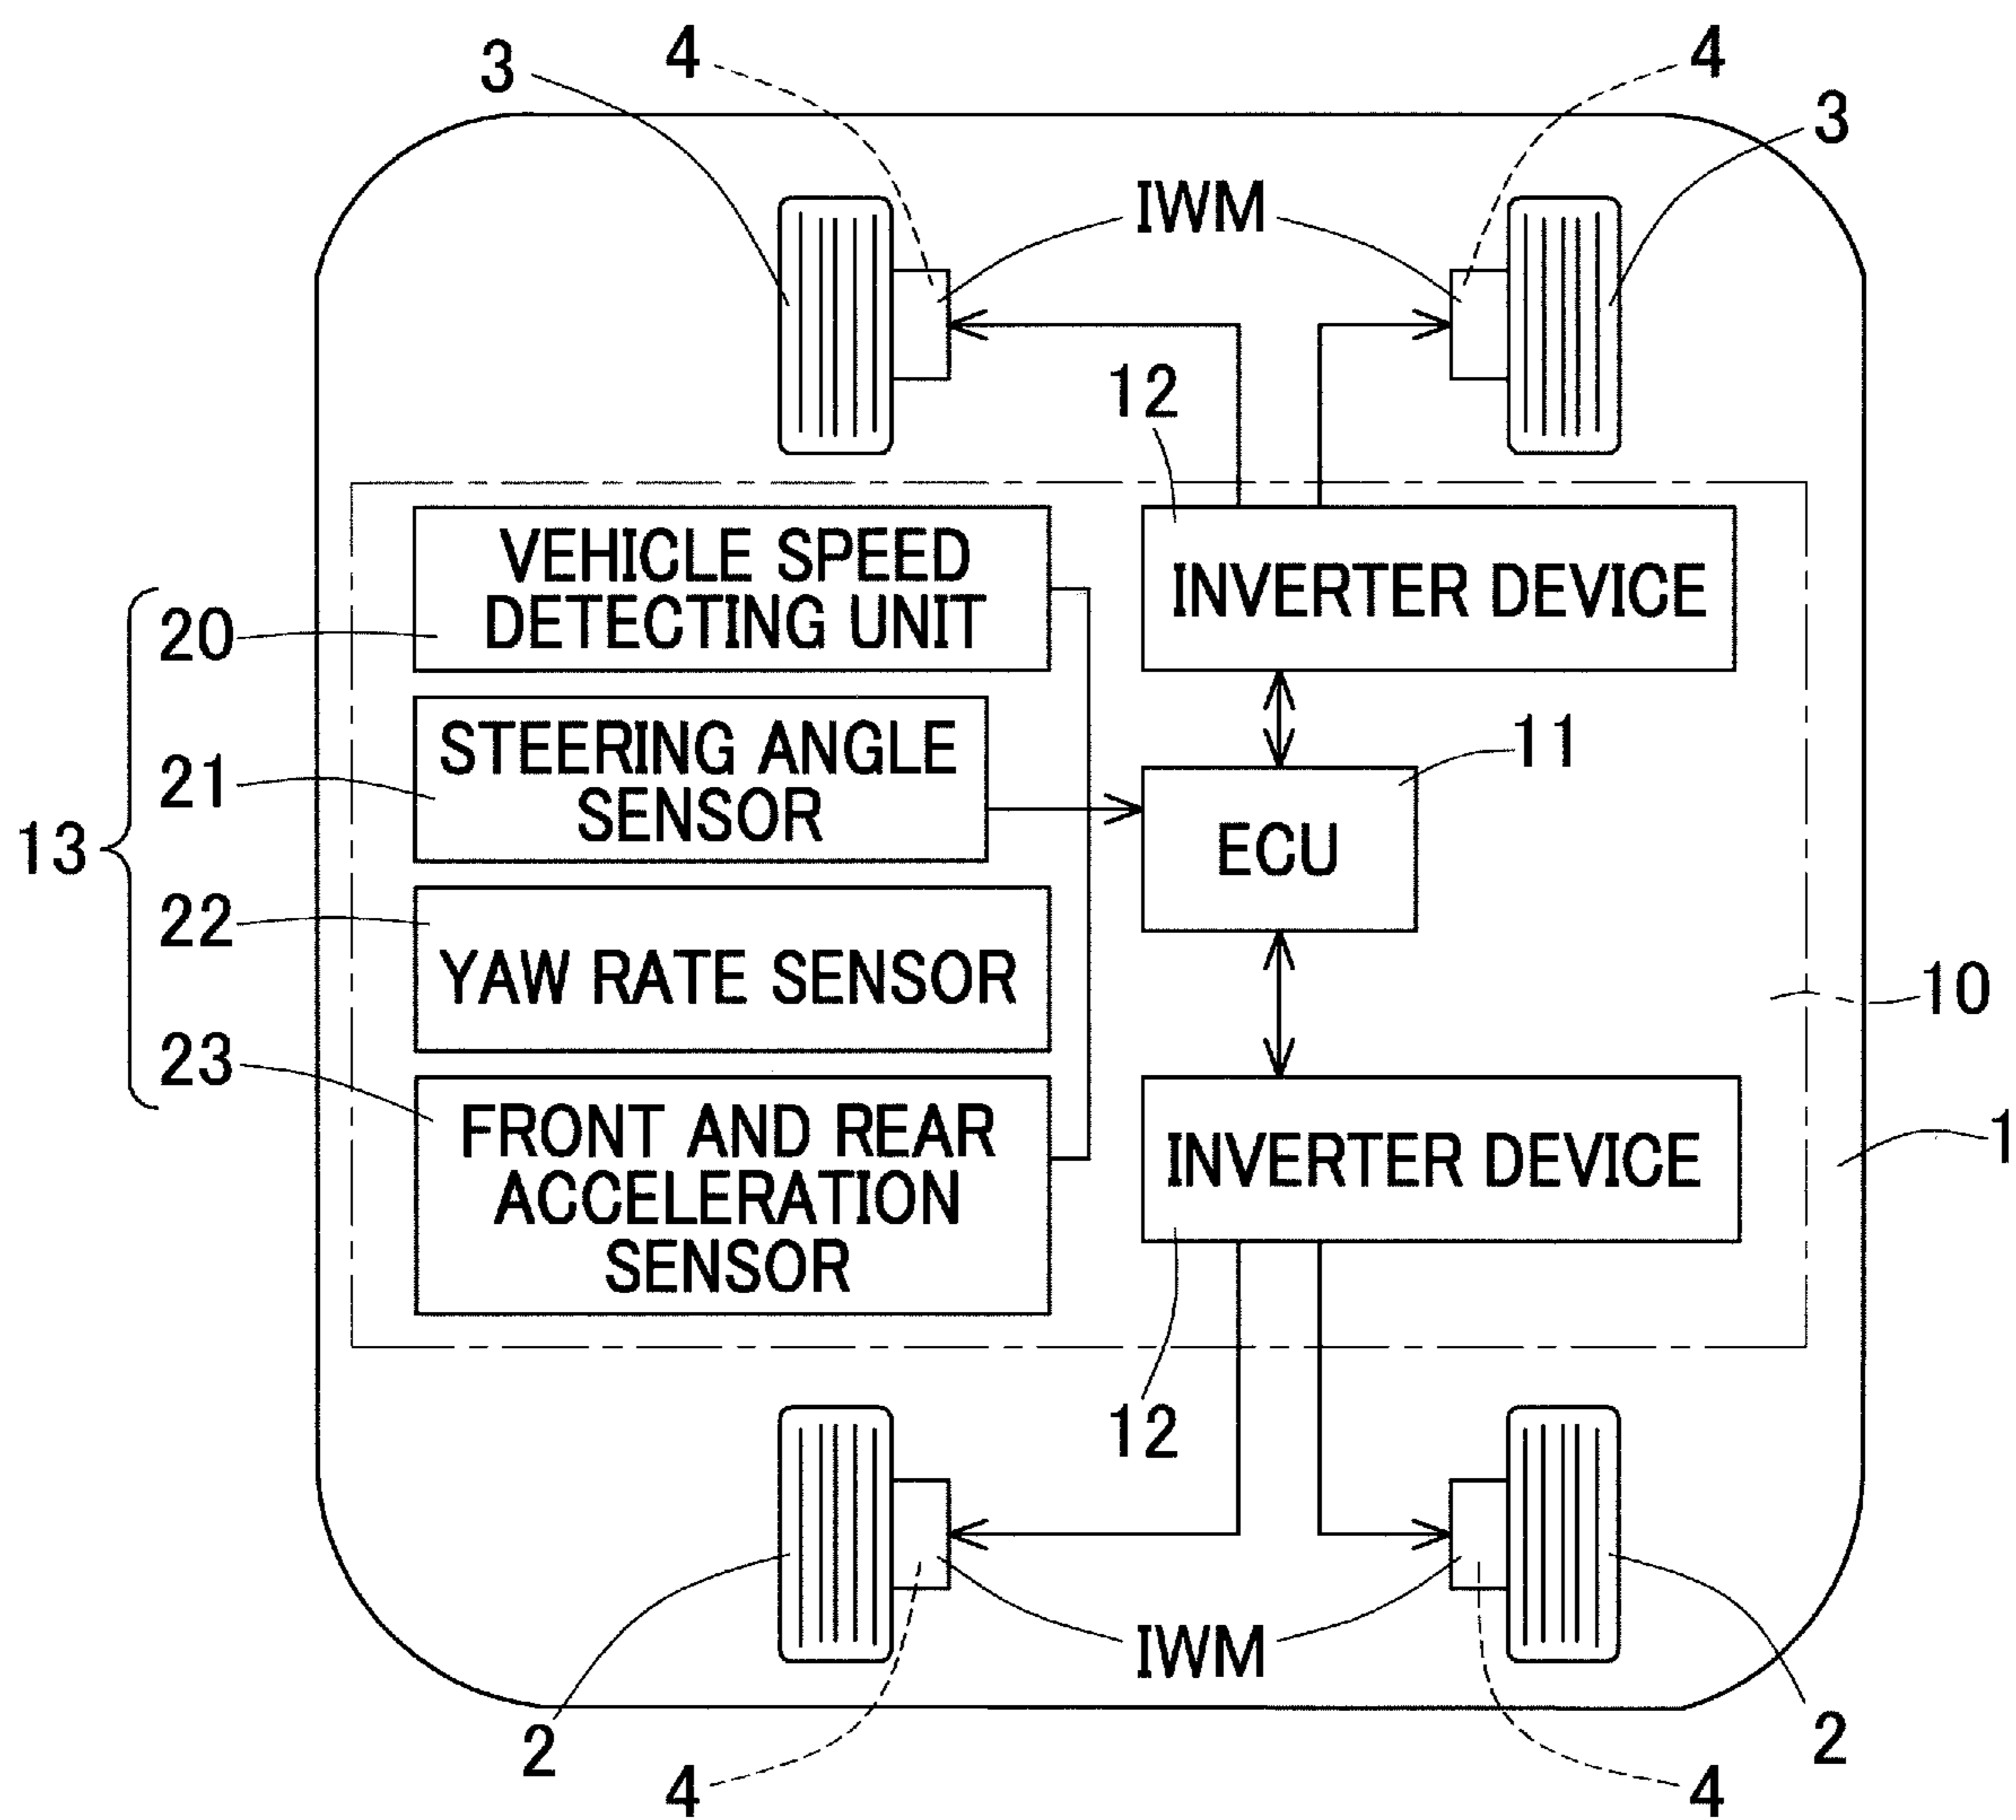 3
4
4
3
IWM
12
VEHICLE SPEED
DETECTING UNIT
INVERTER DEVICE
20
STEERING ANGLE
SENSOR
11
21
13
ECU
22
YAW RATE SENSOR
10
23
FRONT AND REAR
ACCELERATION
SENSOR
INVERTER DEVICE
1
12
IWM
2
4
4
2